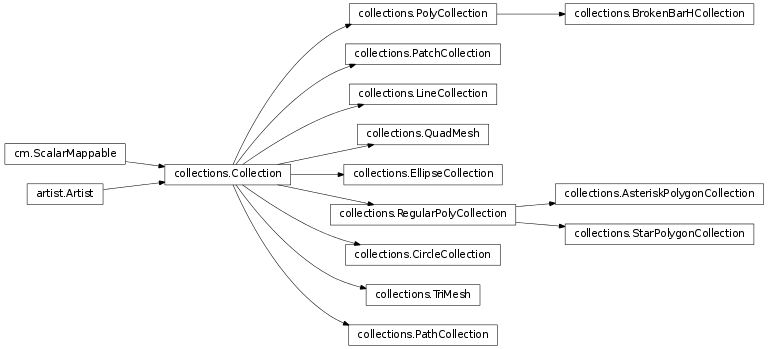 collections.PolyCollection
collections.BrokenBarHCollection
collections.PatchCollection
collections.LineCollection
collections.QuadMesh
cm.ScalarMappable
collections.Collection
collections.EllipseCollection
artist.Artist
collections.AsteriskPolygonCollection
collections.RegularPolyCollection
collections.StarPolygonCollection
collections.CircleCollection
collections.TriMesh
collections.PathCollection